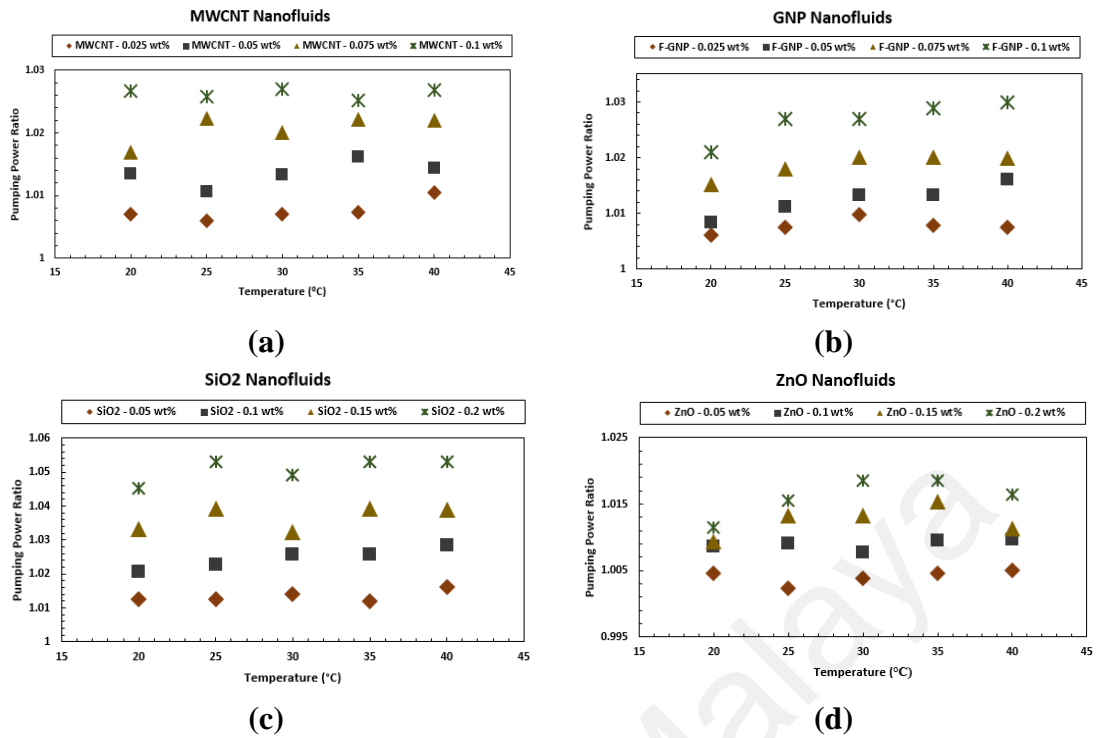 MWCNT Nanofluids
MWCNT - 0.025 wt% MWCNT - 0.05 wt% MWCNT - 0.075 wt% MWCNT - 0.1 wt%
1.03
1.02
1.01
1
Pumping Power Ratio
15 20 25 30 35 40 45
Temperature (⁰C)
(a)
GNP Nanofluids
F-GNP - 0.025 wt% F-GNP - 0.05 wt% F-GNP - 0.075 wt% F-GNP - 0.1 wt%
1.03
1.02
1.01
1
Pumping Power Ratio
15 20 25 30 35 40 45
Temperature (°C)
(b)
SiO2 Nanofluids
SiO2 - 0.05 wt% SiO2 - 0.1 wt% SiO2 - 0.15 wt% SiO2 - 0.2 wt%
1.06
1.05
1.04
1.03
1.02
1.01
1
Pumping Power Ratio
15 20 25 30 35 40 45
Temperature (°C)
(c)
ZnO Nanofluids
ZnO - 0.05 wt% ZnO - 0.1 wt% ZnO - 0.15 wt% ZnO - 0.2 wt%
1.025
1.015
1.005
0.995
Pumping Power Ratio
15 20 25 30 35 40 45
Temperature (°C)
(d)
Malaya